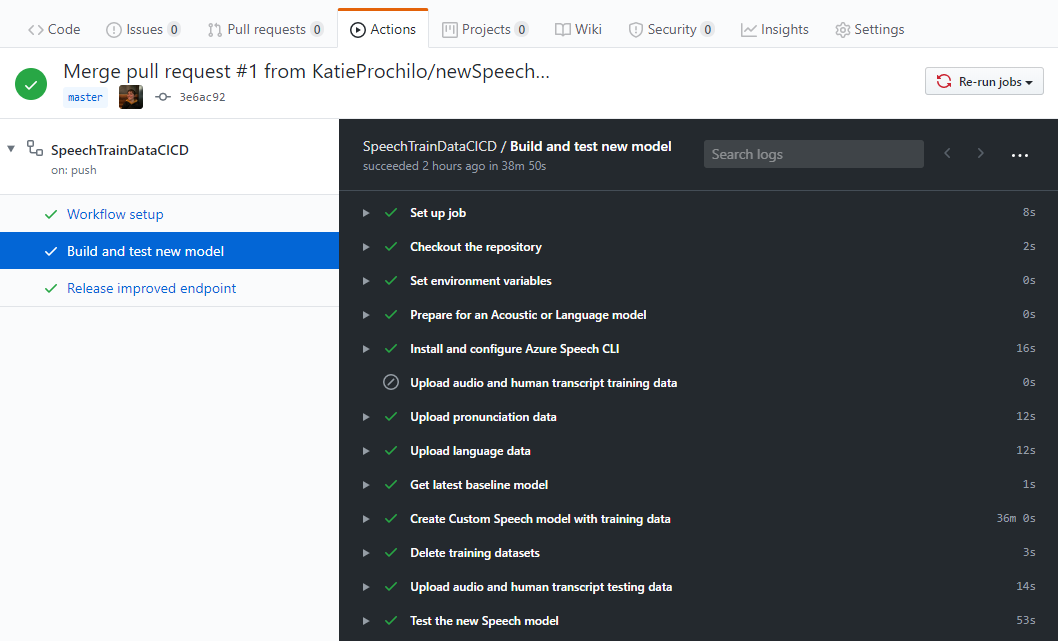 Code Issues 0 Pull requests 0 Actions Projects 0 Wiki Security 0 Insights Settings
Merge pull request #1 from KatieProchilo/newSpeech...
master 3e6ac92
Re-run jobs
SpeechTrainDataCICD
on: push
Workflow setup
Build and test new model
Release improved endpoint
SpeechTrainDataCICD / Build and test new model
succeeded 2 hours ago in 38m 50s
Search logs
Set up job 8s
Checkout the repository 2s
Set environment variables 0s
Prepare for an Acoustic or Language model 0s
Install and configure Azure Speech CLI 16s
Upload audio and human transcript training data 0s
Upload pronunciation data 12s
Upload language data 12s
Get latest baseline model 1s
Create Custom Speech model with training data 36m 0s
Delete training datasets 3s
Upload audio and human transcript testing data 14s
Test the new Speech model 53s